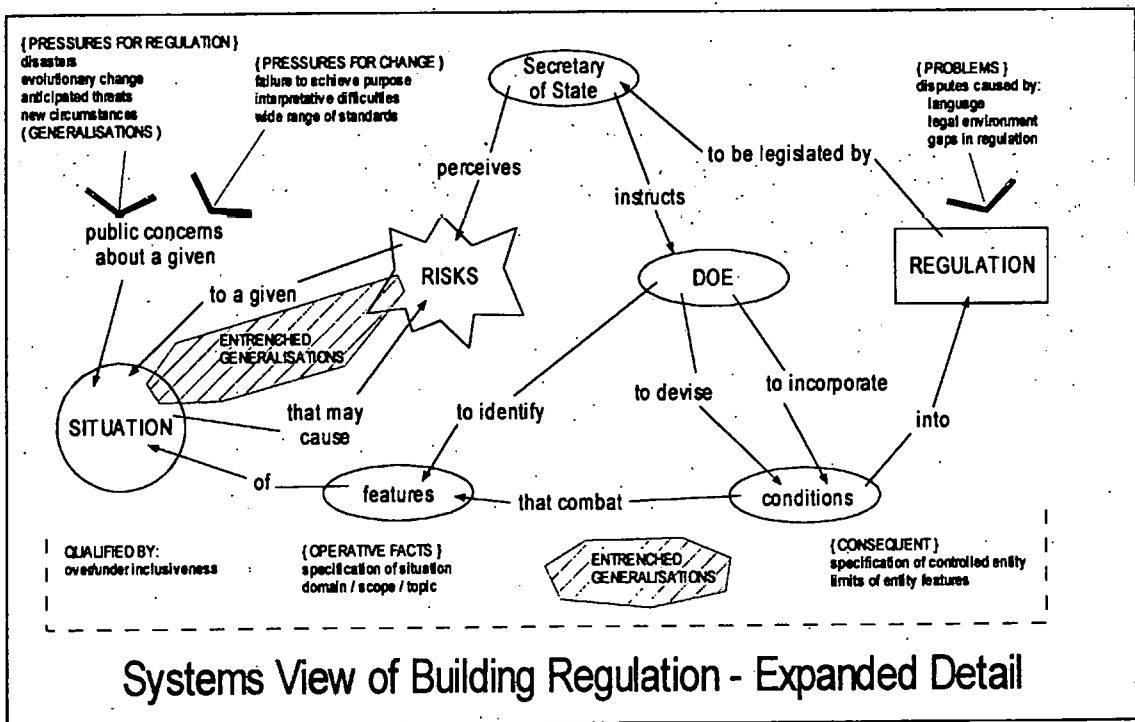 {PRESSURES FOR REGULATION}
disasters
evolutionary change
anticipated threats
new circumstances
(GENERALISATIONS)
{PRESSURES FOR CHANGE}
failure to achieve purpose
interpretative difficulties
wide range of standards
Secretary
of State
{PROBLEMS}
disputes caused by:
language
legal environment
gaps in regulation
perceives
to be legislated by
instructs
public concerns
about a given
to a given
RISKS
DOE
REGULATION
ENTRENCHED
GENERALISATIONS
SITUATION
that may
cause
to identify
to devise
to incorporate
into
of
features
that combat
conditions
QUALIFIED BY:
over/under inclusiveness
{OPERATIVE FACTS}
specification of situation
domain / scope / topic
ENTRENCHED
GENERALISATIONS
{CONSEQUENT}
specification of controlled entity
limits of entity features
Systems View of Building Regulation - Expanded Detail